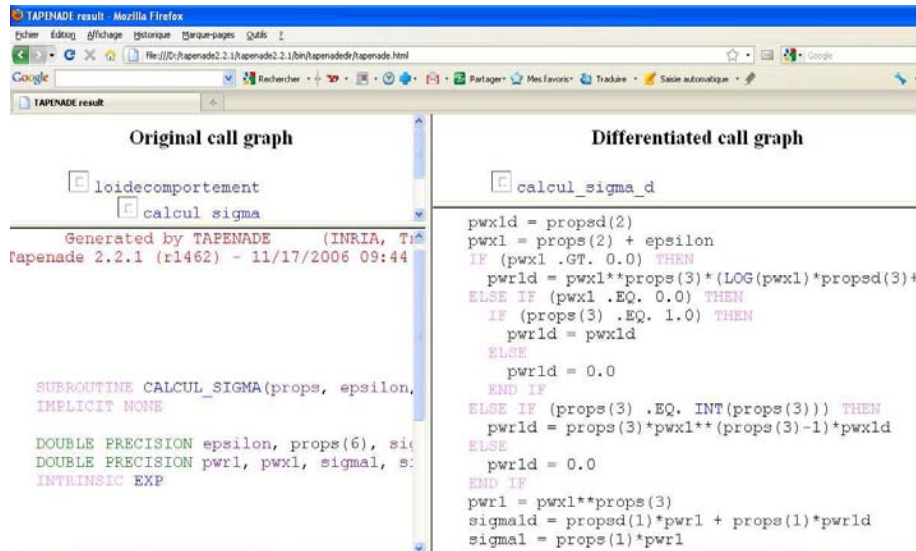 TAPENADE result - Mozilla Firefox
Fichier Édition Affichage Historique Marque-pages Outils ?
file:///D:/tapenade2.2.1/tapenade2.2.1/bin/tapenadedir/tapenade.html
Google
Google
Rechercher
Partager
Mes favoris
Traduire
Saisie automatique
TAPENADE result
Original call graph
loidecomportement
calcul sigma
Generated by TAPENADE (INRIA, Tr
Tapenade 2.2.1 (r1462) - 11/17/2006 09:44
SUBROUTINE CALCUL_SIGMA(props, epsilon,
IMPLICIT NONE
DOUBLE PRECISION epsilon, props(6), sig
DOUBLE PRECISION pwr1, pwx1, sigma1, s
INTRINSIC EXP
Differentiated call graph
calcul_sigma_d
pwx1d = propsd(2)
pwx1 = props(2) + epsilon
IF (pwx1 .GT. 0.0) THEN
pwr1d = pwx1**props(3)*(LOG(pwx1)*propsd(3)+
ELSE IF (pwx1 .EQ. 0.0) THEN
IF (props(3) .EQ. 1.0) THEN
pwr1d = pwx1d
ELSE
pwr1d = 0.0
END IF
ELSE IF (props(3) .EQ. INT(props(3))) THEN
pwr1d = props(3)*pwx1**(props(3)-1)*pwx1d
ELSE
pwr1d = 0.0
END IF
pwr1 = pwx1**props(3)
sigma1d = propsd(1)*pwr1 + props(1)*pwr1d
sigma1 = props(1)*pwr1